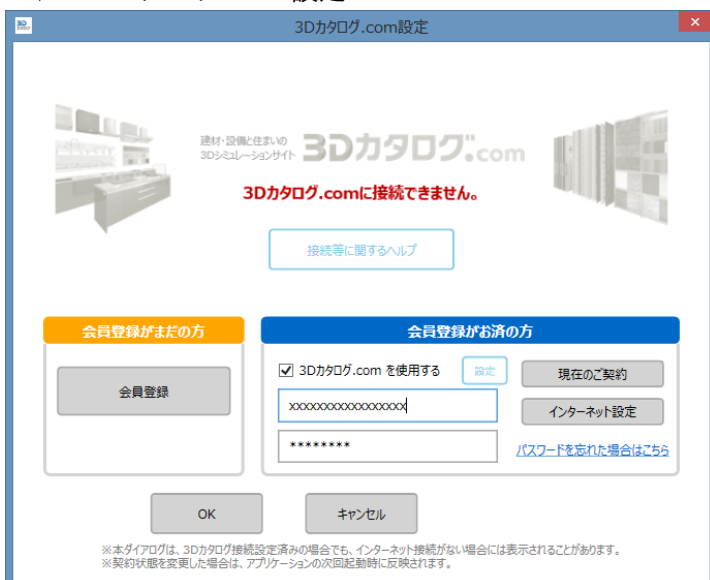 3Dカタログ.com設定
建材・設備と住まいの
3Dシミュレーションサイト
3Dカタログ.com
3Dカタログ.comに接続できません。
接続等に関するヘルプ
会員登録がまだの方
会員登録
会員登録がお済の方
3Dカタログ.com を使用する
設定
現在のご契約
xxxxxxxxxxxxxxxxx
インターネット設定
********
パスワードを忘れた場合はこちら
OK
キャンセル
※本ダイアログは、3Dカタログ接続設定済みの場合でも、インターネット接続がない場合には表示されることがあります。
※契約状態を変更した場合は、アプリケーションの次回起動時に反映されます。